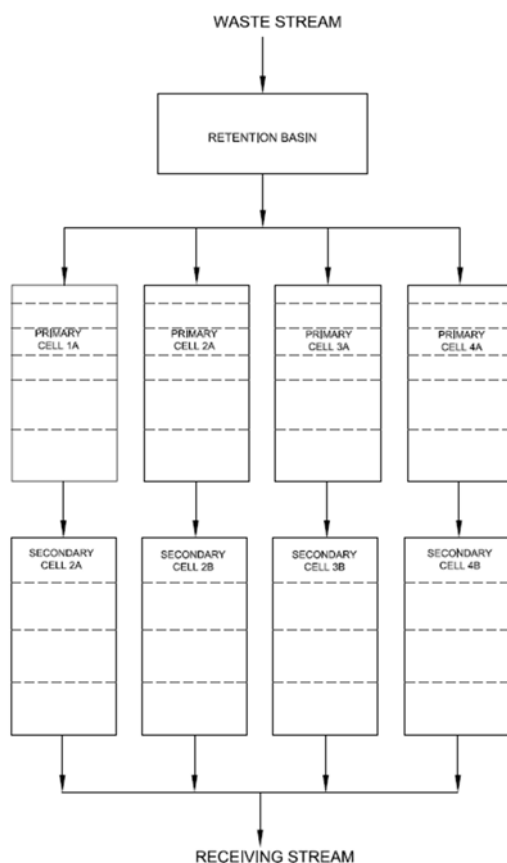 WASTE STREAM
RETENTION BASIN
PRIMARY
CELL 1A
PRIMARY
CELL 2A
PRIMARY
CELL 3A
PRIMARY
CELL 4A
SECONDARY
CELL 2A
SECONDARY
CELL 2B
SECONDARY
CELL 3B
SECONDARY
CELL 4B
RECEIVING STREAM